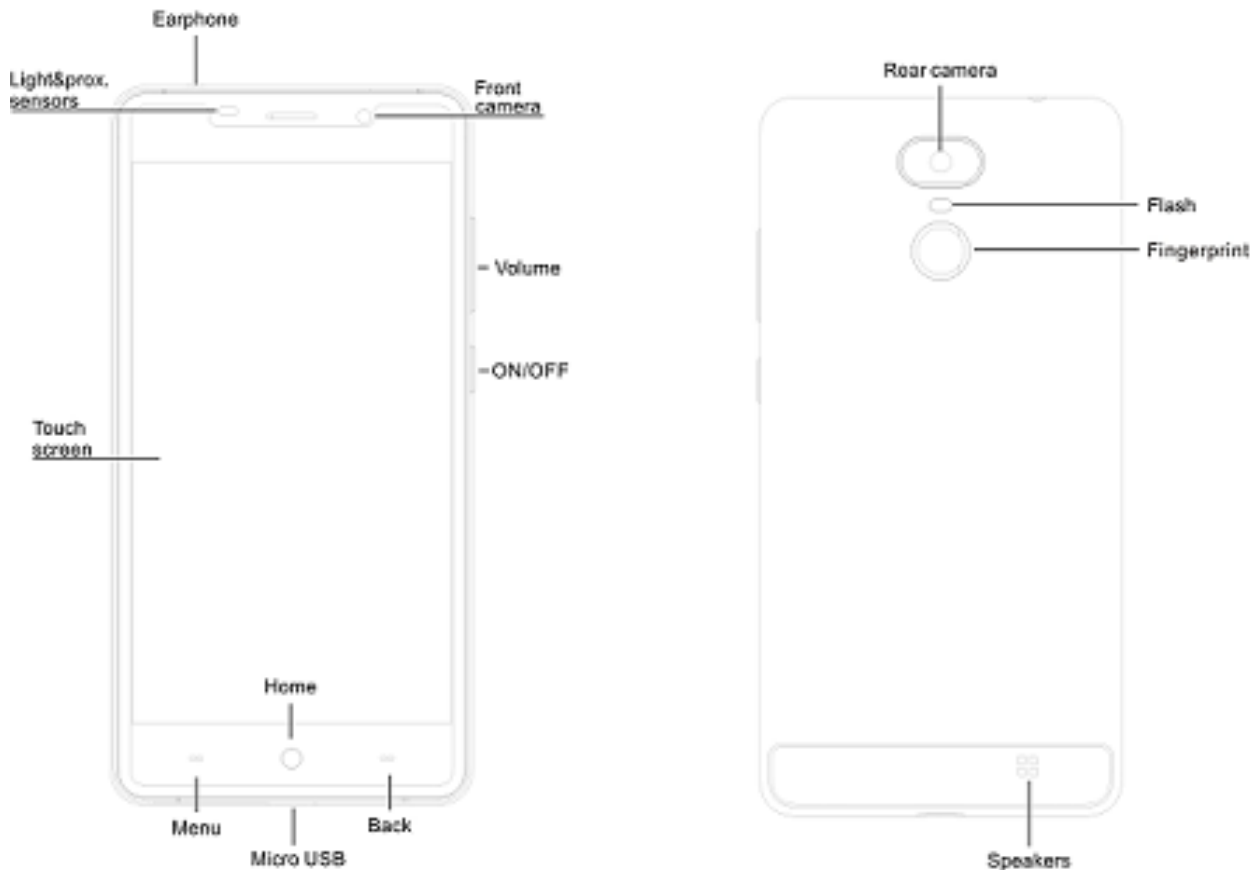 Earphone
Light&prox.
sensors
Front
camera
Volume
ON/OFF
Touch
screen
Home
Menu
Back
Micro USB
Rear camera
Flash
Fingerprint
Speakers